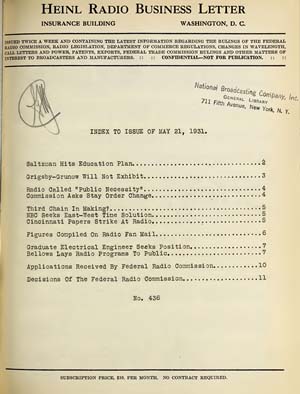 HEINL RADIO BUSINESS LETTER
INSURANCE BUILDING WASHINGTON, D. C.
ISSUED TWICE A WEEK AND CONTAINING THE LATEST INFORMATION REGARDING THE RULINGS OF THE FEDERAL
RADIO COMMISSION, RADIO LEGISLATION, DEPARTMENT OF COMMERCE REGULATIONS, CHANGES IN WAVELENGTH,
CALL LETTERS AND POWER, PATENTS, EXPORTS, FEDERAL TRADE COMMISSION RULINGS AND OTHER MATTERS OF
INTEREST TO BROADCASTERS AND MANUFACTURERS. :: :: CONFIDENTIAL—NOT FOR PUBLICATION. :: ::
National Broadcasting Company, Inc.
GENERAL LIBRARY
711 Fifth Avenue, New York, N. Y.
INDEX TO ISSUE OF MAY 21, 1931.
Saltzman Hits Education Plan....2
Grigsby-Grunow Will Not Exhibit....3
Radio Called "Public Necessity"....4
Commission Asks Stay Order Change....4
Third Chain In Making?....5
NBC Seeks East-West Time Solution....5
Cincinnati Papers Strike At Radio....5
Figures Compiled On Radio Fan Mail....6
Graduate Electrical Engineer Seeks Position....7
Bellows Lays Radio Programs To Public....7
Applications Received By Federal Radio Commission....10
Decisions Of The Federal Radio Commission....11
No. 436
SUBSCRIPTION PRICE, $10. PER MONTH. NO CONTRACT REQUIRED.